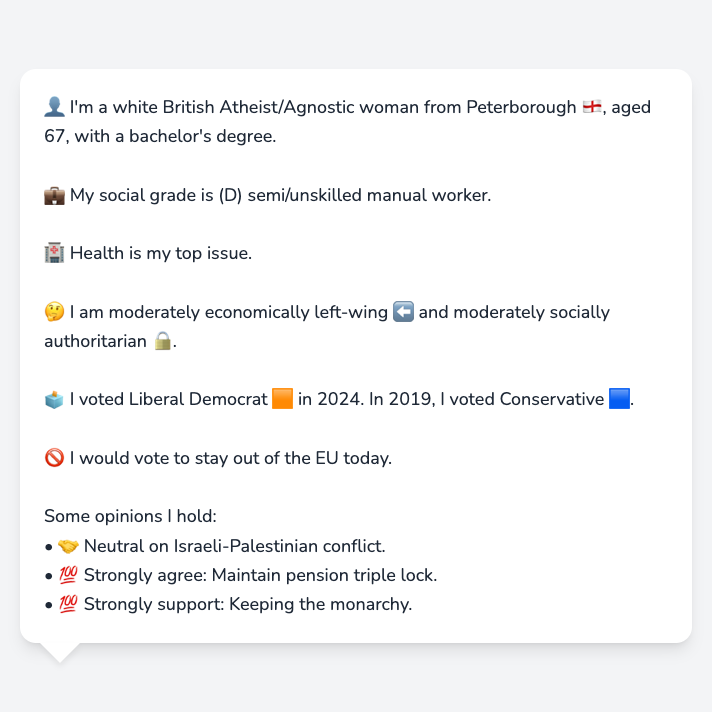 👤 I'm a white British Atheist/Agnostic woman from Peterborough 🏴󠁧󠁢󠁥󠁮󠁧󠁿, aged
67, with a bachelor's degree.
💼 My social grade is (D) semi/unskilled manual worker.
🏥 Health is my top issue.
🤔 I am moderately economically left-wing ⬅️ and moderately socially
authoritarian 🔒.
🗳️ I voted Liberal Democrat 🟧 in 2024. In 2019, I voted Conservative 🟦.
🚫 I would vote to stay out of the EU today.
Some opinions I hold:
• 🤝 Neutral on Israeli-Palestinian conflict.
• 💯 Strongly agree: Maintain pension triple lock.
• 💯 Strongly support: Keeping the monarchy.